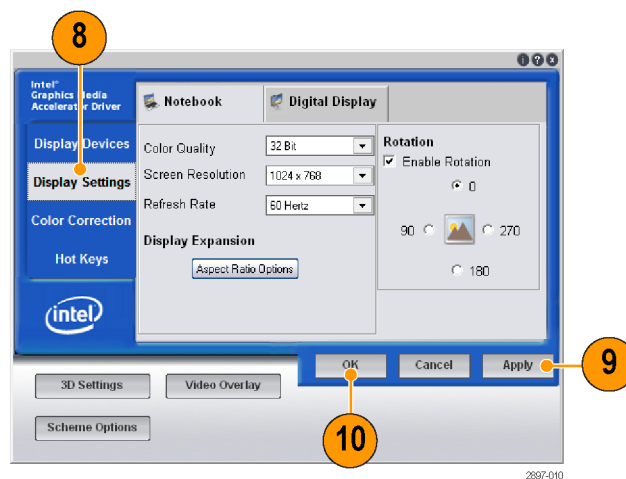 8
Intel®
Graphics Media
Accelerator Driver
Notebook
Digital Display
Display Devices
Display Settings
Color Correction
Hot Keys
intel
Color Quality
32 Bit
Screen Resolution
1024 x 768
Refresh Rate
60 Hertz
Display Expansion
Aspect Ratio Options
Rotation
Enable Rotation
0
90
270
180
OK
Cancel
Apply
9
3D Settings
Video Overlay
Scheme Options
10
2897-010